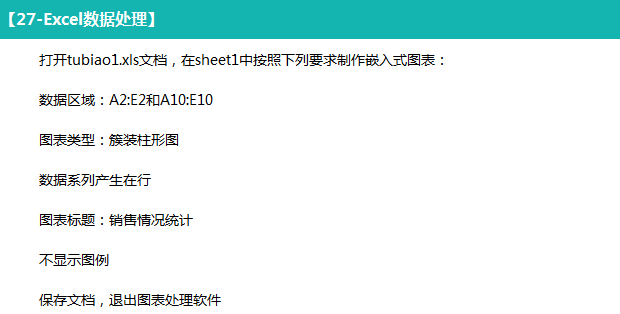 【27-Excel数据处理】
打开tubiao1.xls文档，在sheet1中按照下列要求制作嵌入式图表：
数据区域：A2:E2和A10:E10
图表类型：簇装柱形图
数据系列产生在行
图表标题：销售情况统计
不显示图例
保存文档，退出图表处理软件